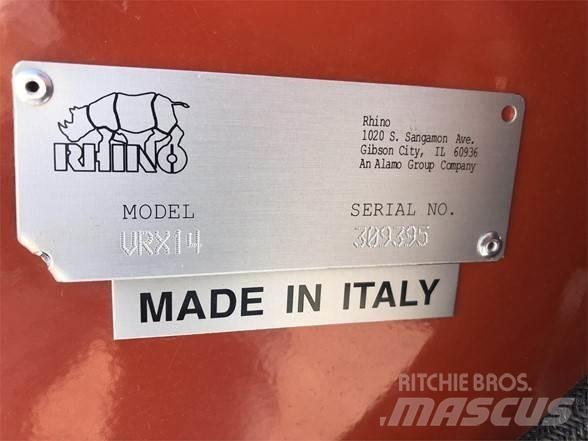 RHINO
Rhino
1020 S. Sangamon Ave.
Gibson City, IL 60936
An Alamo Group Company
MODEL
VRX14
SERIAL NO.
309395
MADE IN ITALY
RITCHIE BROS.
MASCUS